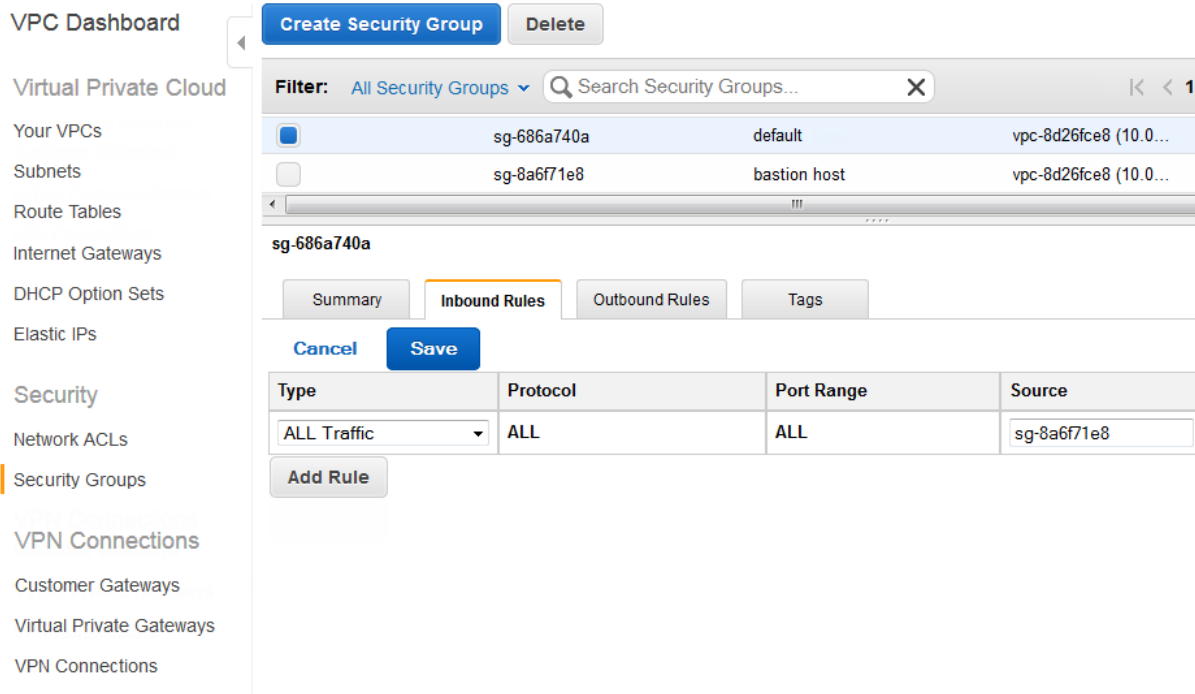 VPC Dashboard
Virtual Private Cloud
Your VPCs
Subnets
Route Tables
Internet Gateways
DHCP Option Sets
Elastic IPs
Security
Network ACLs
Security Groups
VPN Connections
Customer Gateways
Virtual Private Gateways
VPN Connections
Create Security Group Delete
Filter: All Security Groups Search Security Groups... 1
sg-686a740a default vpc-8d26fce8 (10.0...
sg-8a6f71e8 bastion host vpc-8d26fce8 (10.0...
sg-686a740a
Summary Inbound Rules Outbound Rules Tags
Cancel Save
Type Protocol Port Range Source
ALL Traffic ALL ALL sg-8a6f71e8
Add Rule